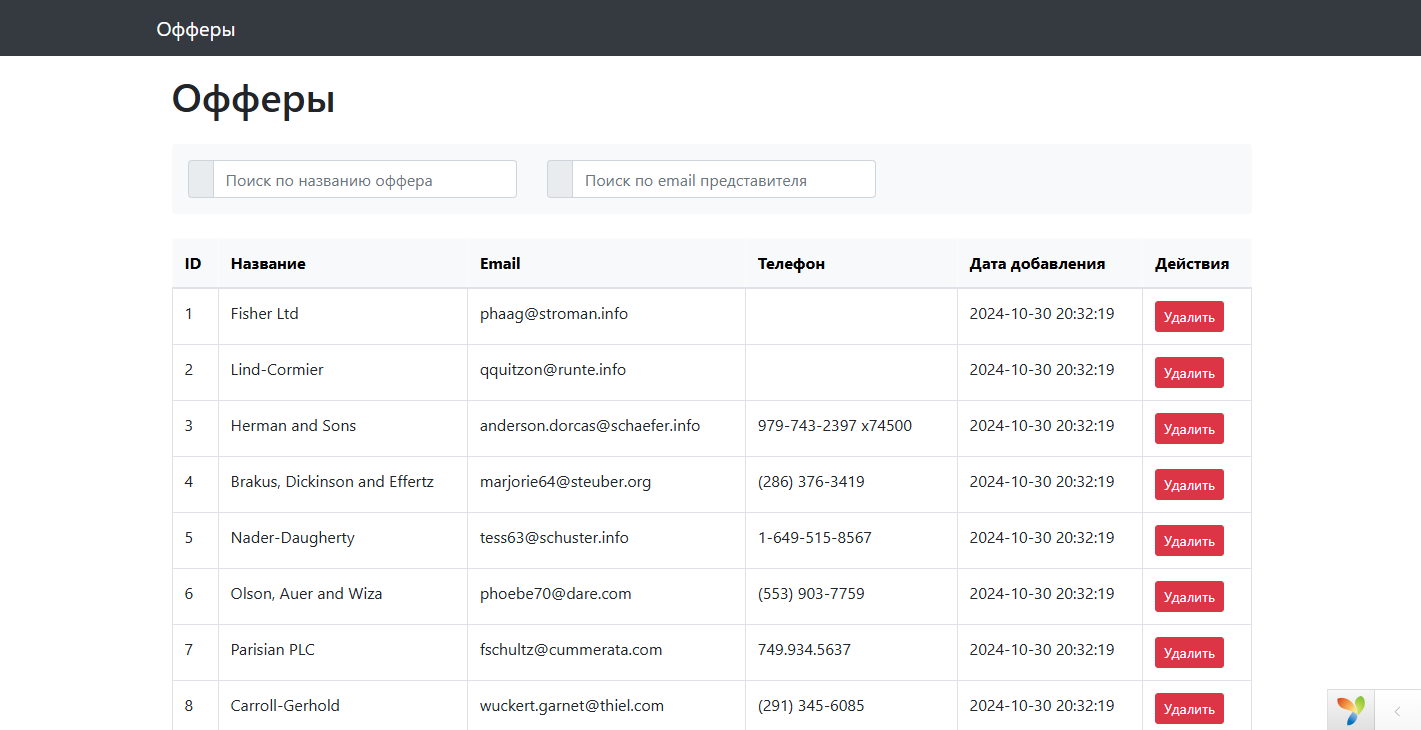 Офферы
Офферы
Поиск по названию оффера Поиск по email представителя
ID Название Email Телефон Дата добавления Действия
1 Fisher Ltd phaag@stroman.info 2024-10-30 20:32:19 Удалить
2 Lind-Cormier qquitzon@runte.info 2024-10-30 20:32:19 Удалить
3 Herman and Sons anderson.dorcas@schaefer.info 979-743-2397 x74500 2024-10-30 20:32:19 Удалить
4 Brakus, Dickinson and Effertz marjorie64@steuber.org (286) 376-3419 2024-10-30 20:32:19 Удалить
5 Nader-Daugherty tess63@schuster.info 1-649-515-8567 2024-10-30 20:32:19 Удалить
6 Olson, Auer and Wiza phoebe70@dare.com (553) 903-7759 2024-10-30 20:32:19 Удалить
7 Parisian PLC fschultz@cummerata.com 749.934.5637 2024-10-30 20:32:19 Удалить
8 Carroll-Gerhold wuckert.garnet@thiel.com (291) 345-6085 2024-10-30 20:32:19 Удалить